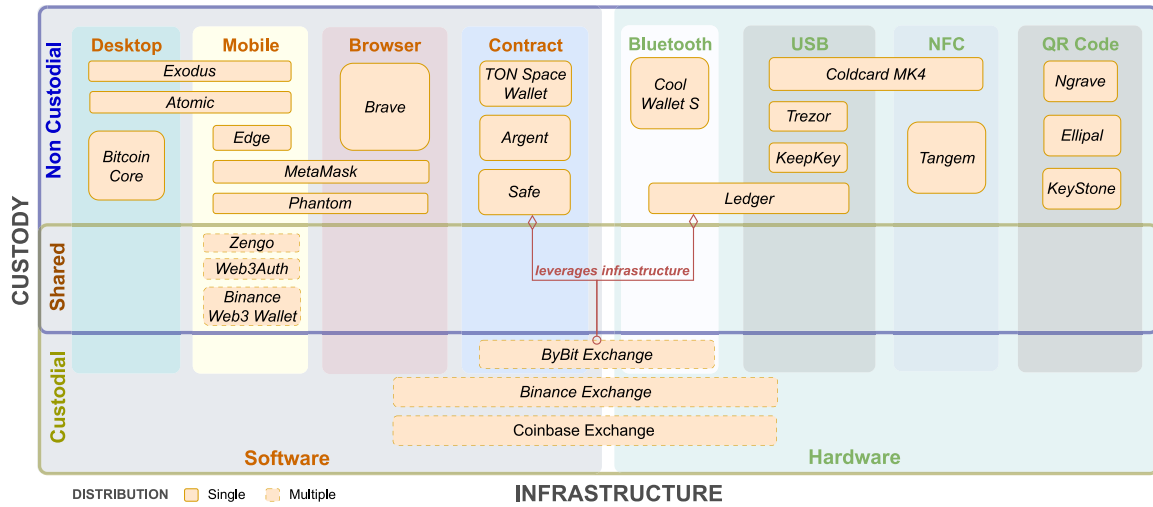 Desktop
Mobile
Browser
Contract
Bluetooth
USB
NFC
QR Code
CUSTODY
Non Custodial
Exodus
Atomic
Bitcoin
Core
Edge
MetaMask
Phantom
Brave
TON Space
Wallet
Argent
Safe
Cool
Wallet S
Coldcard MK4
Trezor
KeepKey
Ledger
Tangem
Ngrave
Ellipal
KeyStone
Shared
Zengo
Web3Auth
Binance
Web3 Wallet
leverages infrastructure
Custodial
ByBit Exchange
Binance Exchange
Coinbase Exchange
Software
Hardware
DISTRIBUTION
Single
Multiple
INFRASTRUCTURE